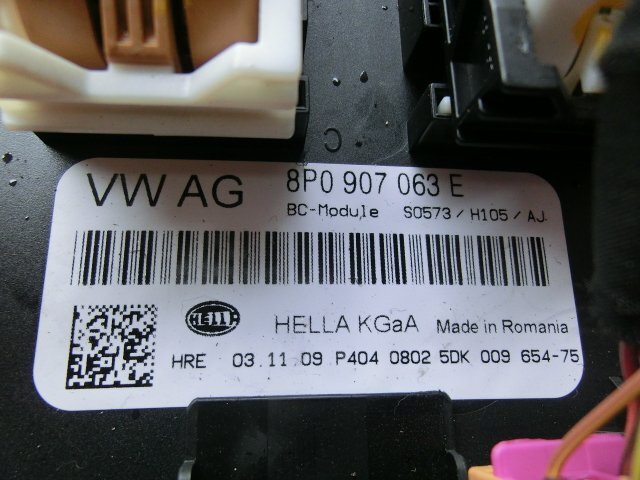 C
VW AG 8P0 907 063 E
BC-Module S0573 / H105 / AJ.
HELLA HELLA KGaA Made in Romania
HRE 03.11.09 P404 0802 5DK 009 654-75